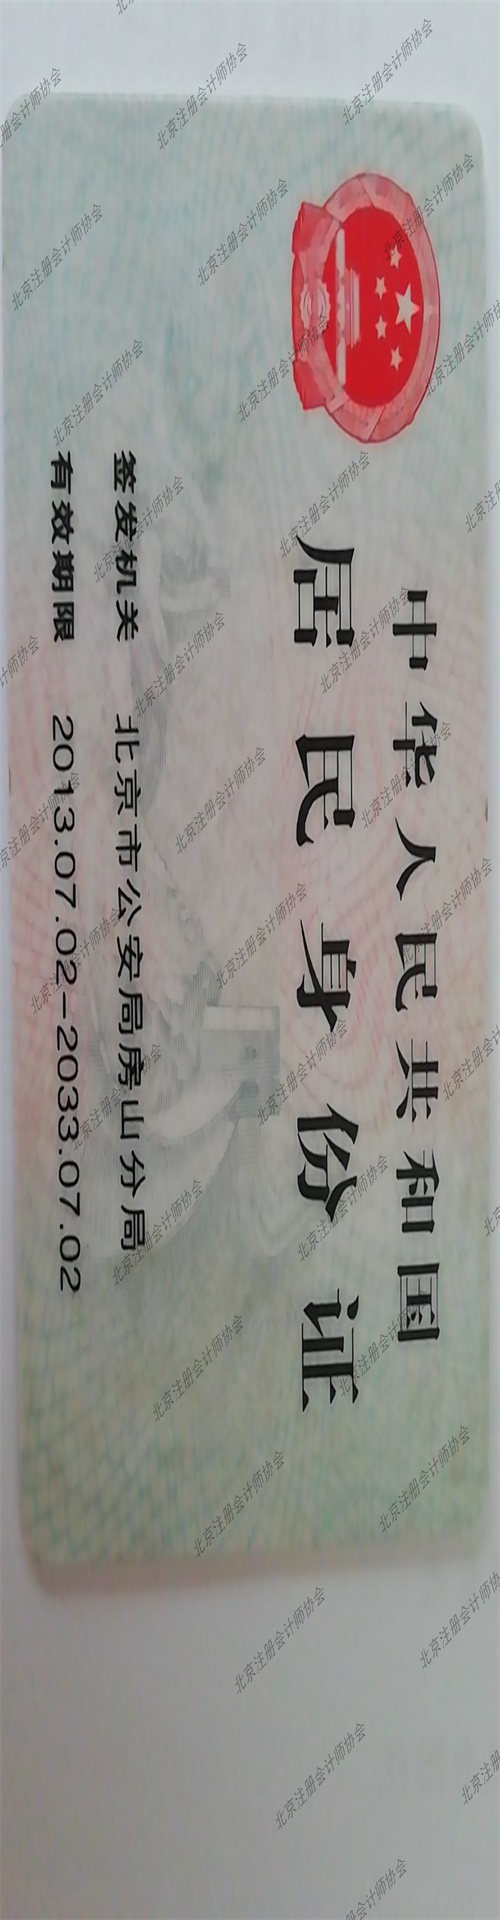 中华人民共和国
居民身份证
签发机关 北京市公安局房山分局
有效期限 2013.07.02-2033.07.02
北京注册会计师协会